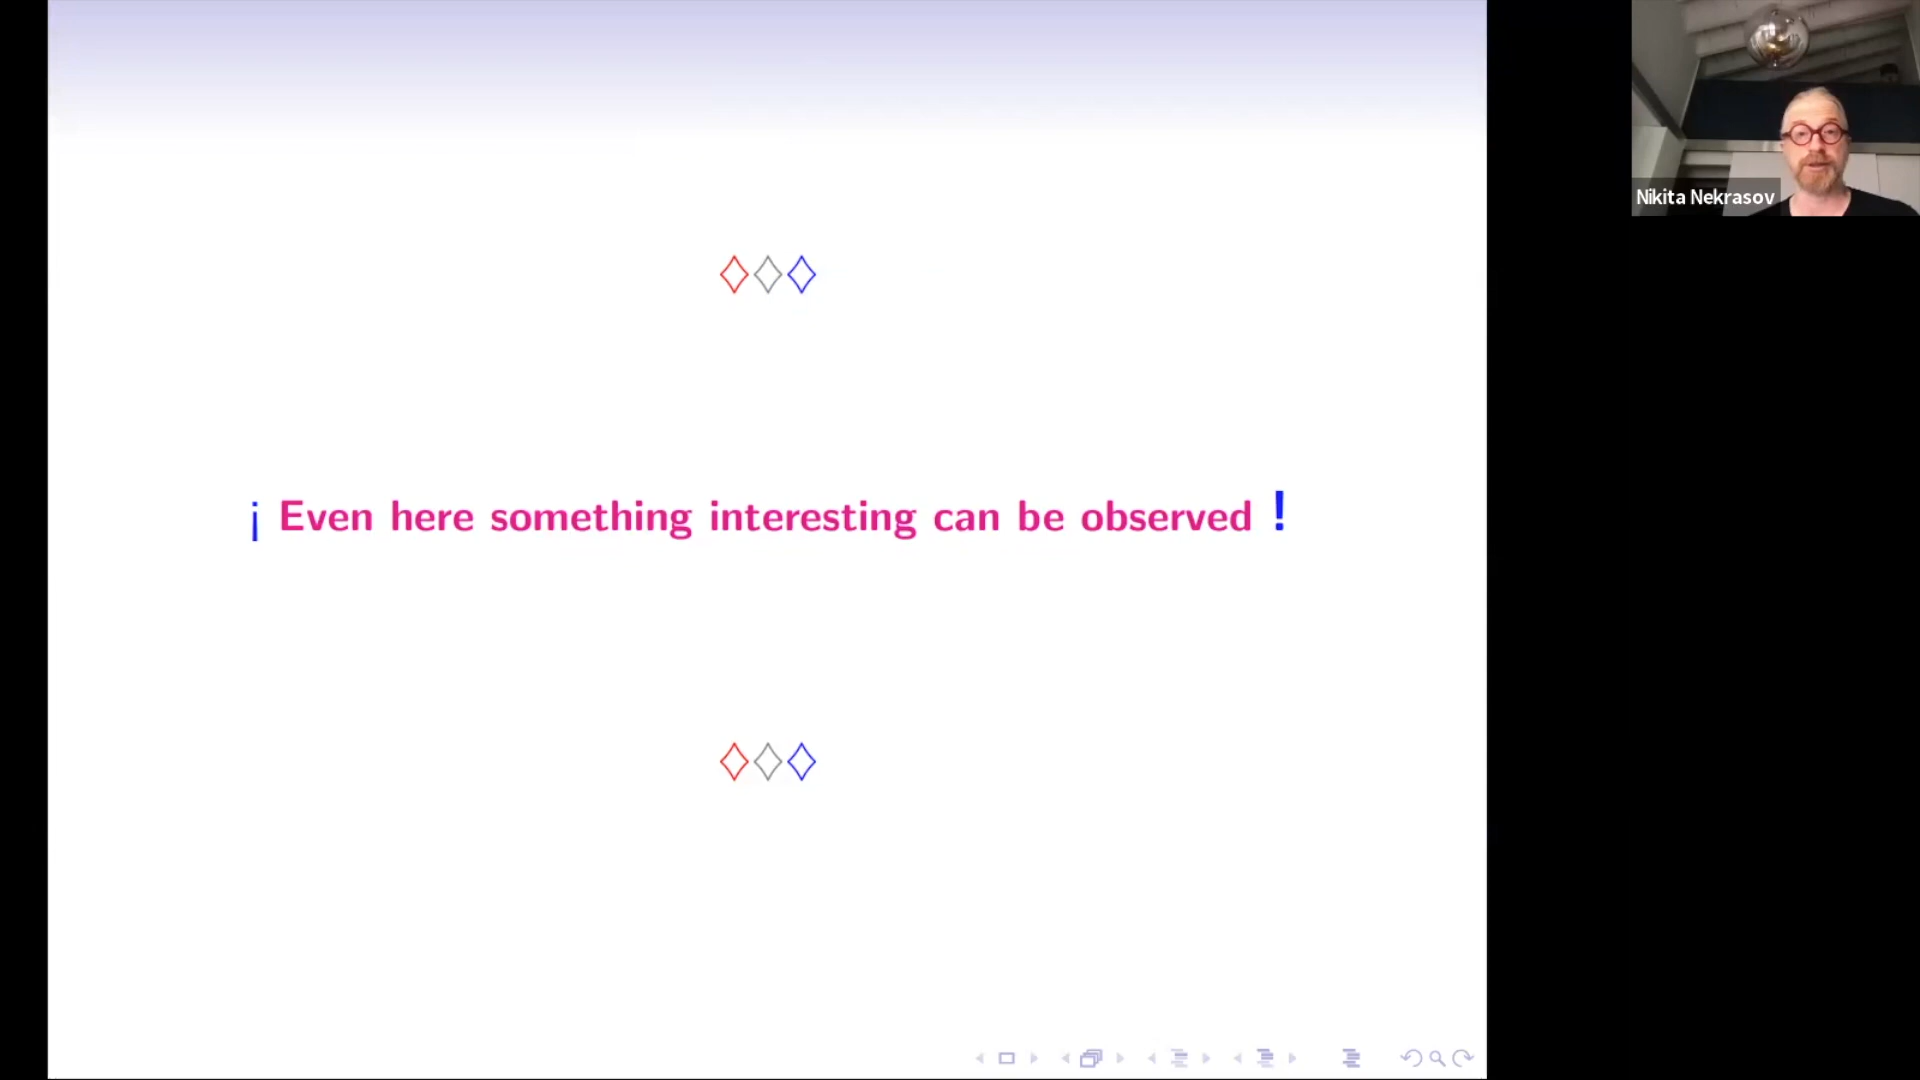 ♢♢♢
¡ Even here something interesting can be observed !
♢♢♢
Nikita Nekrasov